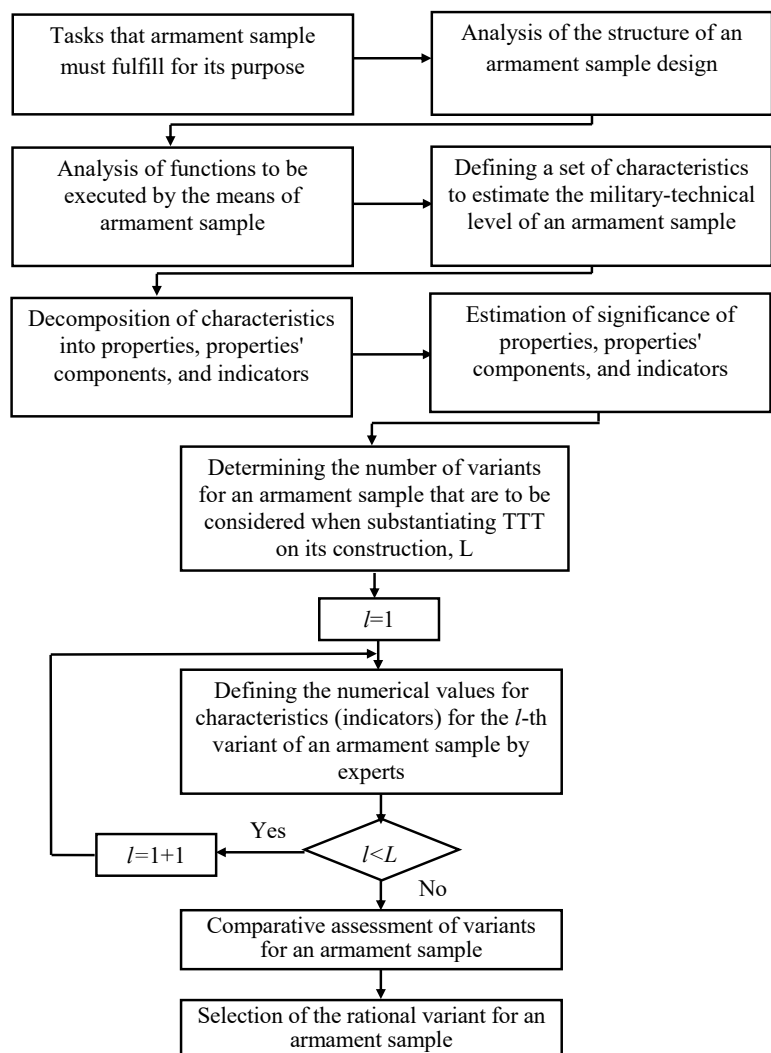 Tasks that armament sample
must fulfill for its purpose
Analysis of the structure of an
armament sample design
Analysis of functions to be
executed by the means of
armament sample
Defining a set of characteristics
to estimate the military-technical
level of an armament sample
Decomposition of characteristics
into properties, properties'
components, and indicators
Estimation of significance of
properties, properties'
components, and indicators
Determining the number of variants
for an armament sample that are to be
considered when substantiating TTT
on its construction, L
l=1
Defining the numerical values for
characteristics (indicators) for the l-th
variant of an armament sample by
experts
Yes
l=1+1
l<L
No
Comparative assessment of variants
for an armament sample
Selection of the rational variant for an
armament sample